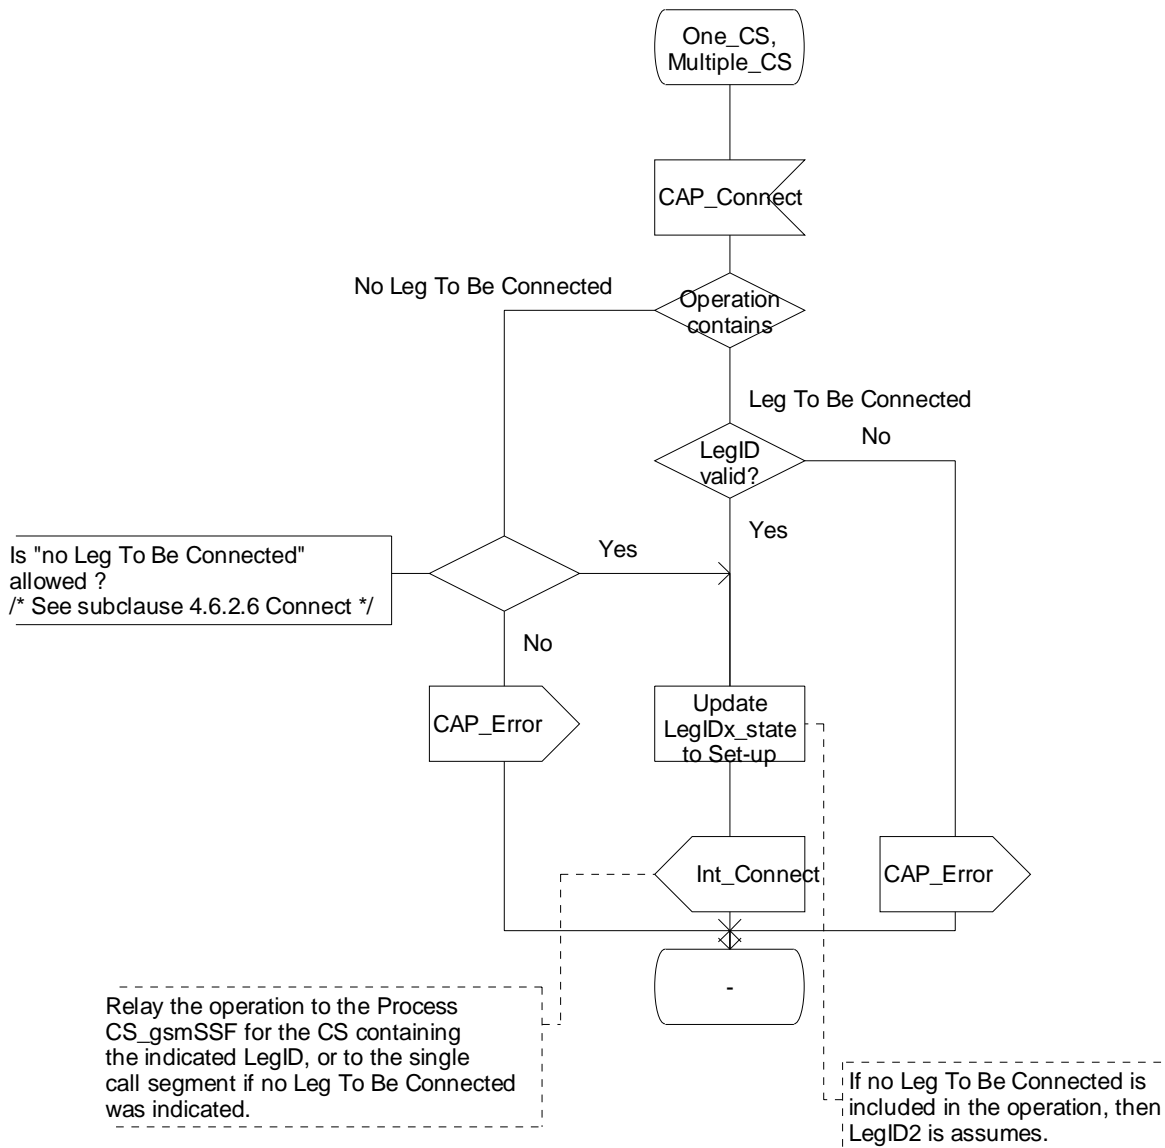 One_CS,
Multiple_CS
CAP_Connect
No Leg To Be Connected
Operation
contains
Leg To Be Connected
No
LegID
valid?
Yes
Is "no Leg To Be Connected"
allowed ?
/* See subclause 4.6.2.6 Connect */
Yes
No
CAP_Error
Update
LegIDx_state
to Set-up
Int_Connect
CAP_Error
-
Relay the operation to the Process
CS_gsmSSF for the CS containing
the indicated LegID, or to the single
call segment if no Leg To Be Connected
was indicated.
If no Leg To Be Connected is
included in the operation, then
LegID2 is assumes.